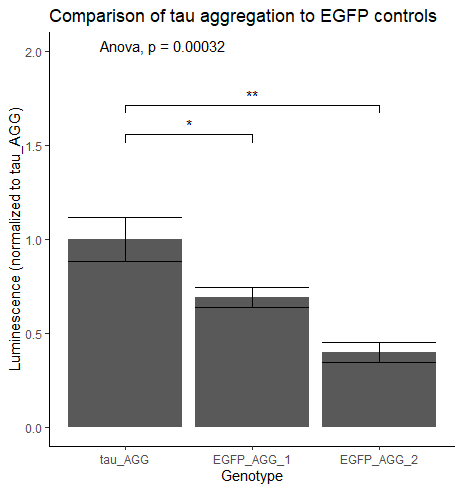 Comparison of tau aggregation to EGFP controls
Anova, p = 0.00032
**
*
Luminescence (normalized to tau_AGG)
2.0
1.5
1.0
0.5
0.0
tau_AGG EGFP_AGG_1 EGFP_AGG_2
Genotype